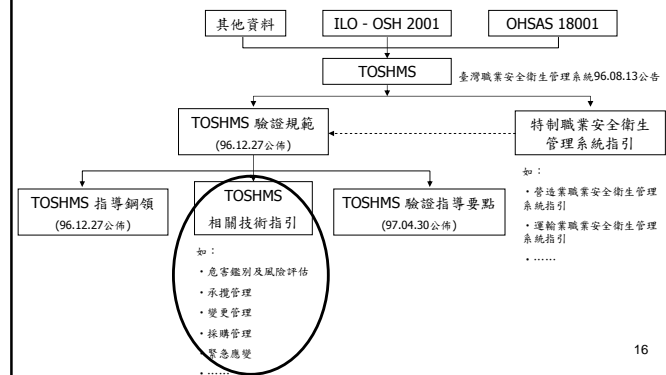 其他資料
ILO - OSH 2001
OHSAS 18001
TOSHMS
臺灣職業安全衛生管理系統96.08.13公告
TOSHMS 驗證規範
(96.12.27公佈)
特制職業安全衛生
管理系統指引
如：
・營造業職業安全衛生管理
系統指引
・運輸業職業安全衛生管理
系統指引
・……
TOSHMS 指導綱領
(96.12.27公佈)
TOSHMS
相關技術指引
TOSHMS 驗證指導要點
(97.04.30公佈)
如：
・危害鑑別及風險評估
・承攬管理
・變更管理
・採購管理
・緊急應變
・……
16